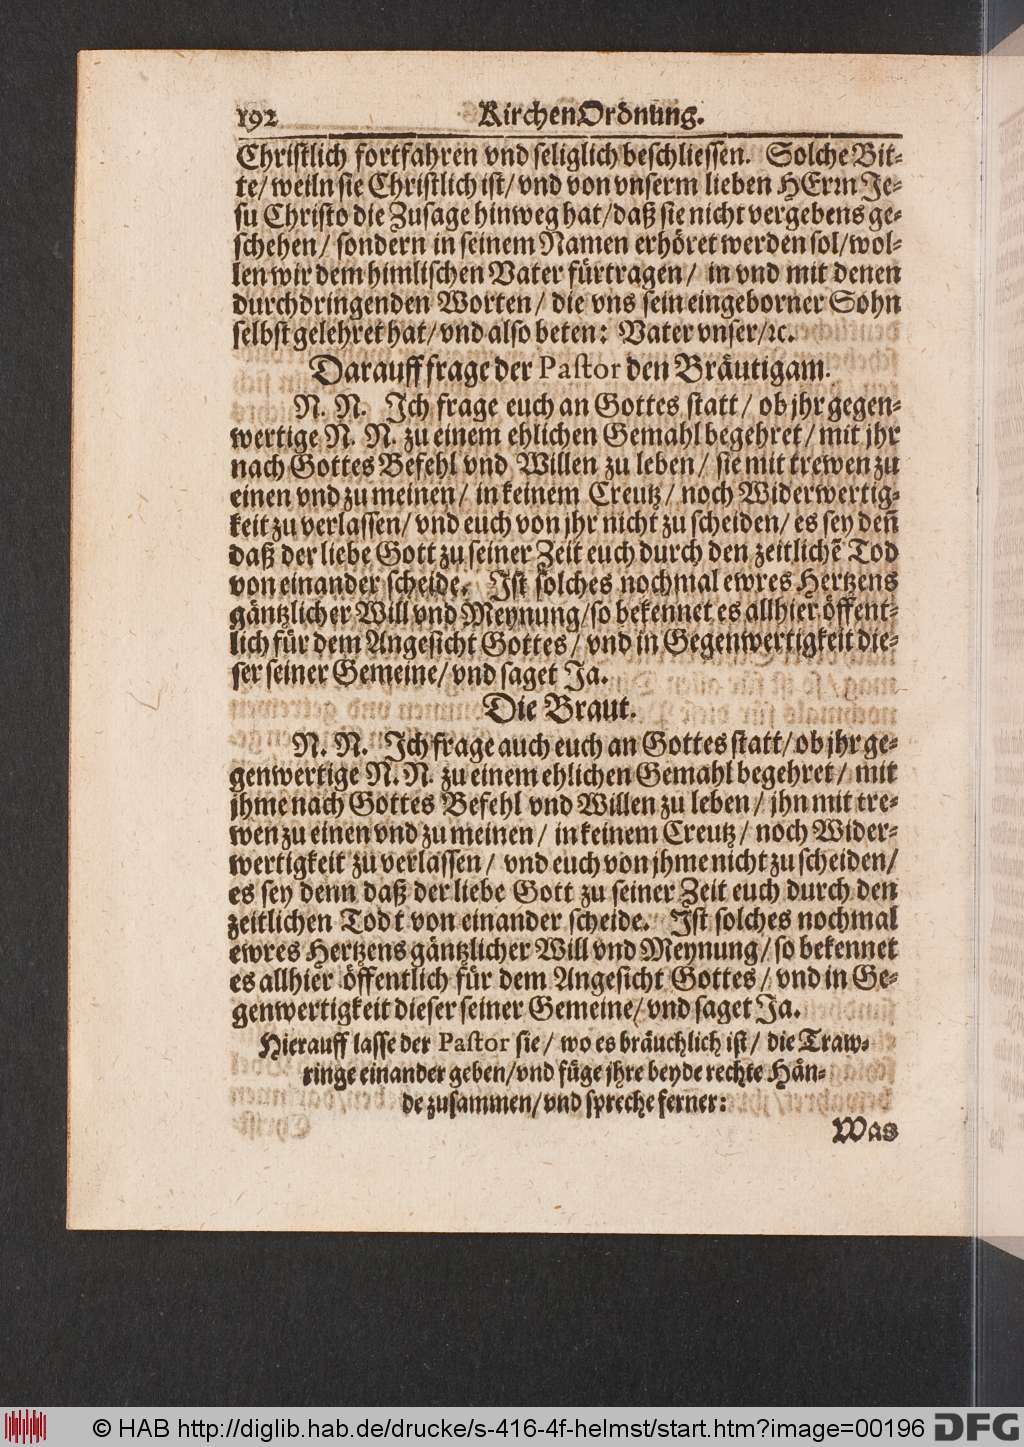 192 KirchenOrdnung.
Christlich fortfahren vnd seliglich beschliessen. Solche Bit-
te/ weiln sie Christlich ist/ vnd von vnserm lieben HErrn Je-
su Christo die Zusage hinweg hat/ daß sie nicht vergebens ge-
schehen/ sondern in seinem Namen erhöret werden sol/ wol-
len wir dem himlischen Vater fürtragen/ in vnd mit denen
durchdringenden Worten/ die vns sein eingeborner Sohn
selbst gelehret hat/ vnd also beten: Vater vnser/ ꝛc.
Darauff frage der Pastor den Bräutigam.
N. N. Ich frage euch an Gottes statt/ ob jhr gegen-
wertige N. N. zu einem ehlichen Gemahl begehret/ mit jhr
nach Gottes Befehl vnd Willen zu leben/ sie mit trewen zu
einen vnd zu meinen/ in keinem Creutz/ noch Widerwertig-
keit zu verlassen/ vnd euch von jhr nicht zu scheiden/ es sey deñ
daß der liebe Gott zu seiner Zeit euch durch den zeitlichẽ Tod
von einander scheide. Ist solches nochmal ewres Hertzens
gäntzlicher Will vnd Meynung/ so bekennet es allhier öffent-
lich für dem Angesicht Gottes/ vnd in Gegenwertigkeit die-
ser seiner Gemeine/ vnd saget Ja.
Die Braut.
N. N. Ich frage auch euch an Gottes statt/ ob jhr ge-
genwertige N. N. zu einem ehlichen Gemahl begehret/ mit
jhme nach Gottes Befehl vnd Willen zu leben/ jhn mit tre-
wen zu einen vnd zu meinen/ in keinem Creutz/ noch Wider-
wertigkeit zu verlassen/ vnd euch von jhme nicht zu scheiden/
es sey denn daß der liebe Gott zu seiner Zeit euch durch den
zeitlichen Todt von einander scheide. Ist solches nochmal
ewres Hertzens gäntzlicher Will vnd Meynung/ so bekennet
es allhier öffentlich für dem Angesicht Gottes/ vnd in Ge-
genwertigkeit dieser seiner Gemeine/ vnd saget Ja.
Hierauff lasse der Pastor sie/ wo es bräuchlich ist/ die Traw-
ringe einander geben/ vnd füge jhre beyde rechte Hän-
de zusammen/ vnd spreche ferner:
Was
© HAB http://diglib.hab.de/drucke/s-416-4f-helmst/start.htm?image=00196 DFG